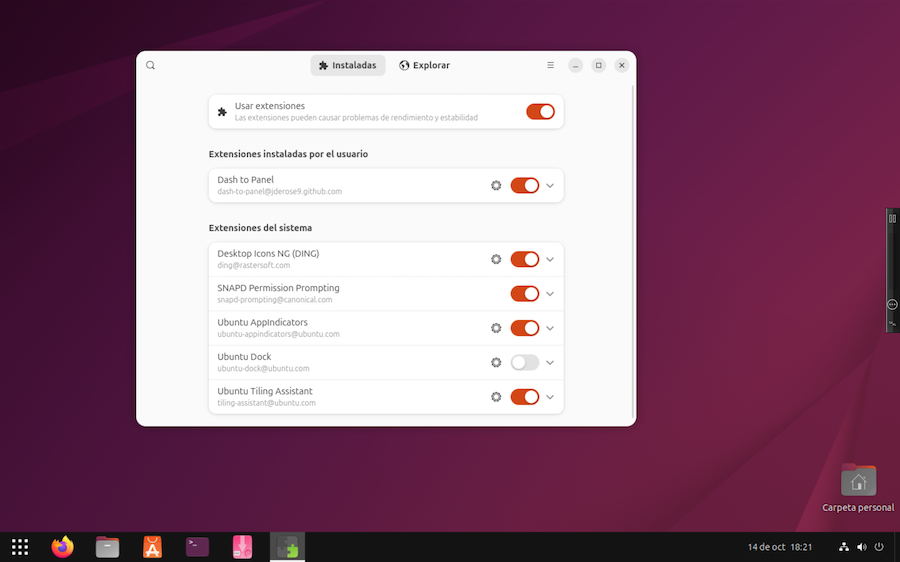 Instaladas
Explorar
Usar extensiones
Las extensiones pueden causar problemas de rendimiento y estabilidad
Extensiones instaladas por el usuario
Dash to Panel
dash-to-panel@jderose9.github.com
Extensiones del sistema
Desktop Icons NG (DING)
ding@rastersoft.com
SNAPD Permission Prompting
snapd-prompting@canonical.com
Ubuntu AppIndicators
ubuntu-appindicators@ubuntu.com
Ubuntu Dock
ubuntu-dock@ubuntu.com
Ubuntu Tiling Assistant
tiling-assistant@ubuntu.com
Carpeta personal
14 de oct 18:21